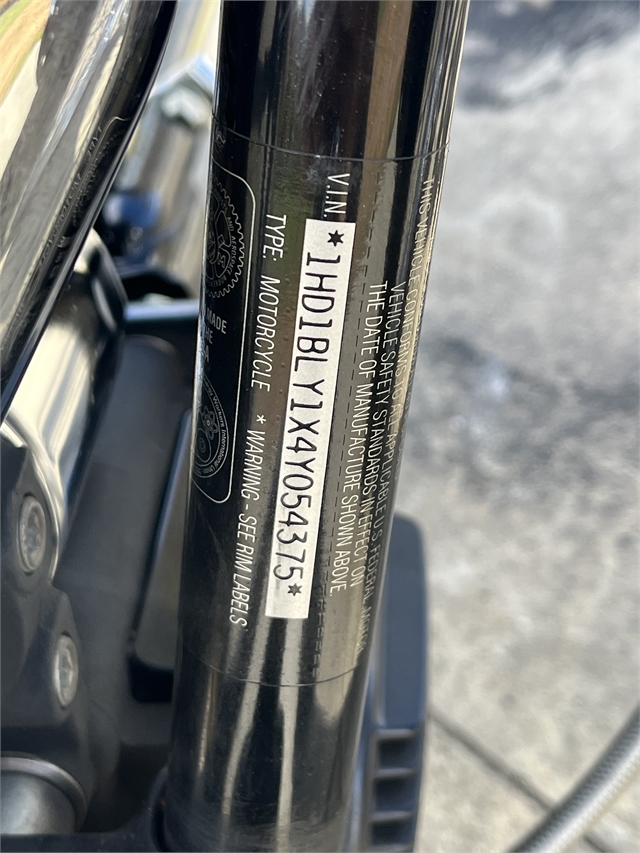 V.I.N. *1HD1BLY1X4Y054375*
TYPE: MOTORCYCLE * WARNING - SEE RIM LABELS
THIS VEHICLE CONFORMS TO ALL APPLICABLE U.S. FEDERAL
VEHICLE SAFETY STANDARDS IN EFFECT ON
THE DATE OF MANUFACTURE SHOWN ABOVE.
MADE